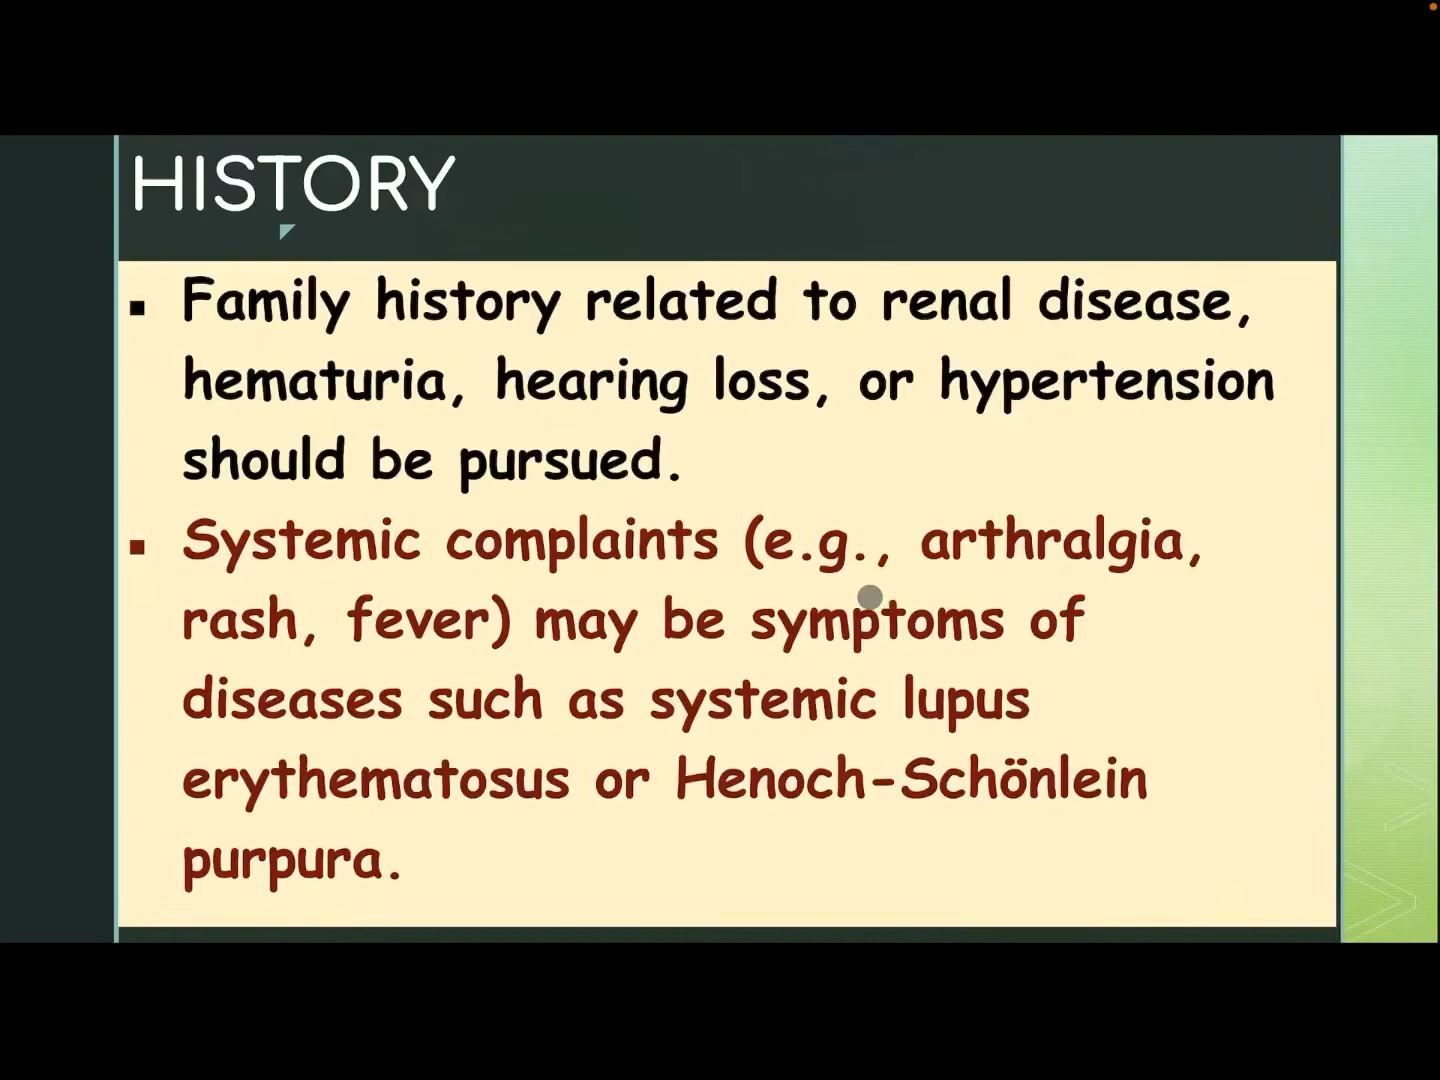 HISTORY
▪ Family history related to renal disease,
hematuria, hearing loss, or hypertension
should be pursued.
▪ Systemic complaints (e.g., arthralgia,
rash, fever) may be symptoms of
diseases such as systemic lupus
erythematosus or Henoch-Schönlein
purpura.